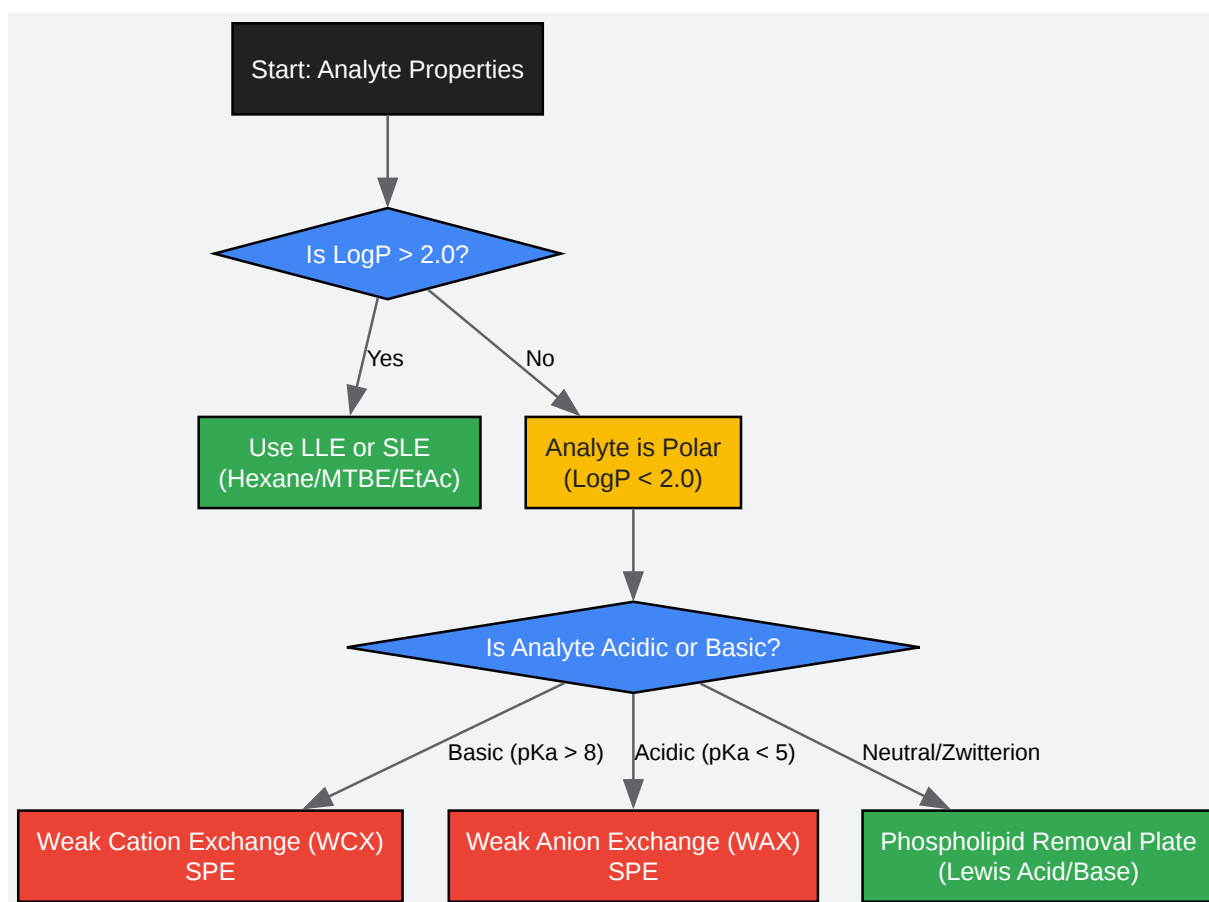 Start: Analyte Properties
Is LogP > 2.0?
Yes
No
Use LLE or SLE
(Hexane/MTBE/EtAc)
Analyte is Polar
(LogP < 2.0)
Is Analyte Acidic or Basic?
Basic (pKa > 8)
Acidic (pKa < 5)
Neutral/Zwitterion
Weak Cation Exchange (WCX)
SPE
Weak Anion Exchange (WAX)
SPE
Phospholipid Removal Plate
(Lewis Acid/Base)